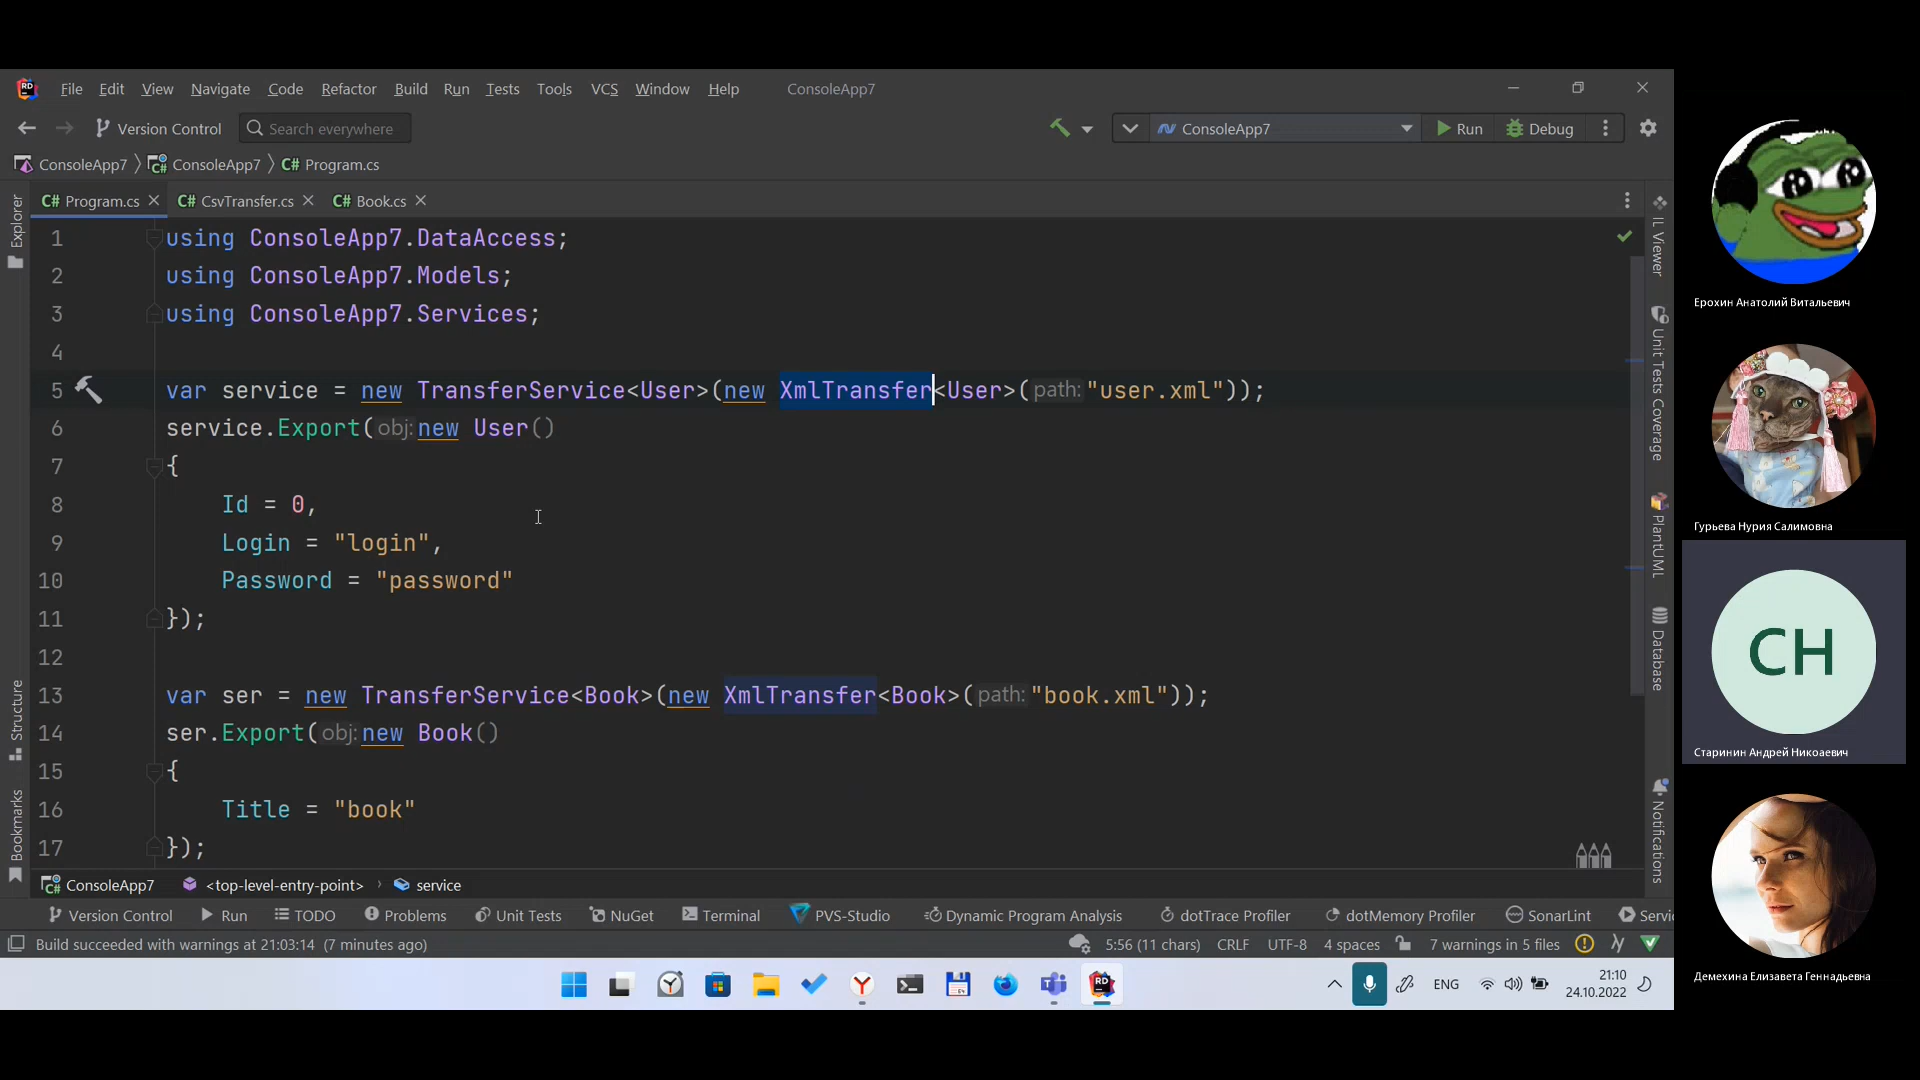 File Edit View Navigate Code Refactor Build Run Tests Tools VCS Window Help ConsoleApp7
Version Control Search everywhere ConsoleApp7 Run Debug
ConsoleApp7 ConsoleApp7 C# Program.cs
C# Program.cs C# CsvTransfer.cs C# Book.cs
1 using ConsoleApp7.DataAccess;
2 using ConsoleApp7.Models;
3 using ConsoleApp7.Services;
4
5 var service = new TransferService<User>(new XmlTransfer<User>(path:"user.xml"));
6 service.Export(obj:new User()
7 {
8 Id = 0,
9 Login = "login",
10 Password = "password"
11 });
12
13 var ser = new TransferService<Book>(new XmlTransfer<Book>(path:"book.xml"));
14 ser.Export(obj:new Book()
15 {
16 Title = "book"
17 });
Explorer
Structure
Bookmarks
IL Viewer
Unit Tests Coverage
PlantUML
Database
Notifications
ConsoleApp7 <top-level-entry-point> service
Version Control Run TODO Problems Unit Tests NuGet Terminal PVS-Studio Dynamic Program Analysis dotTrace Profiler dotMemory Profiler SonarLint Servi
Build succeeded with warnings at 21:03:14 (7 minutes ago) 5:56 (11 chars) CRLF UTF-8 4 spaces 7 warnings in 5 files
ENG 21:10
24.10.2022
Ерохин Анатолий Витальевич
Гурьева Нурия Салимовна
СН
Старинин Андрей Никоаевич
Демехина Елизавета Геннадьевна